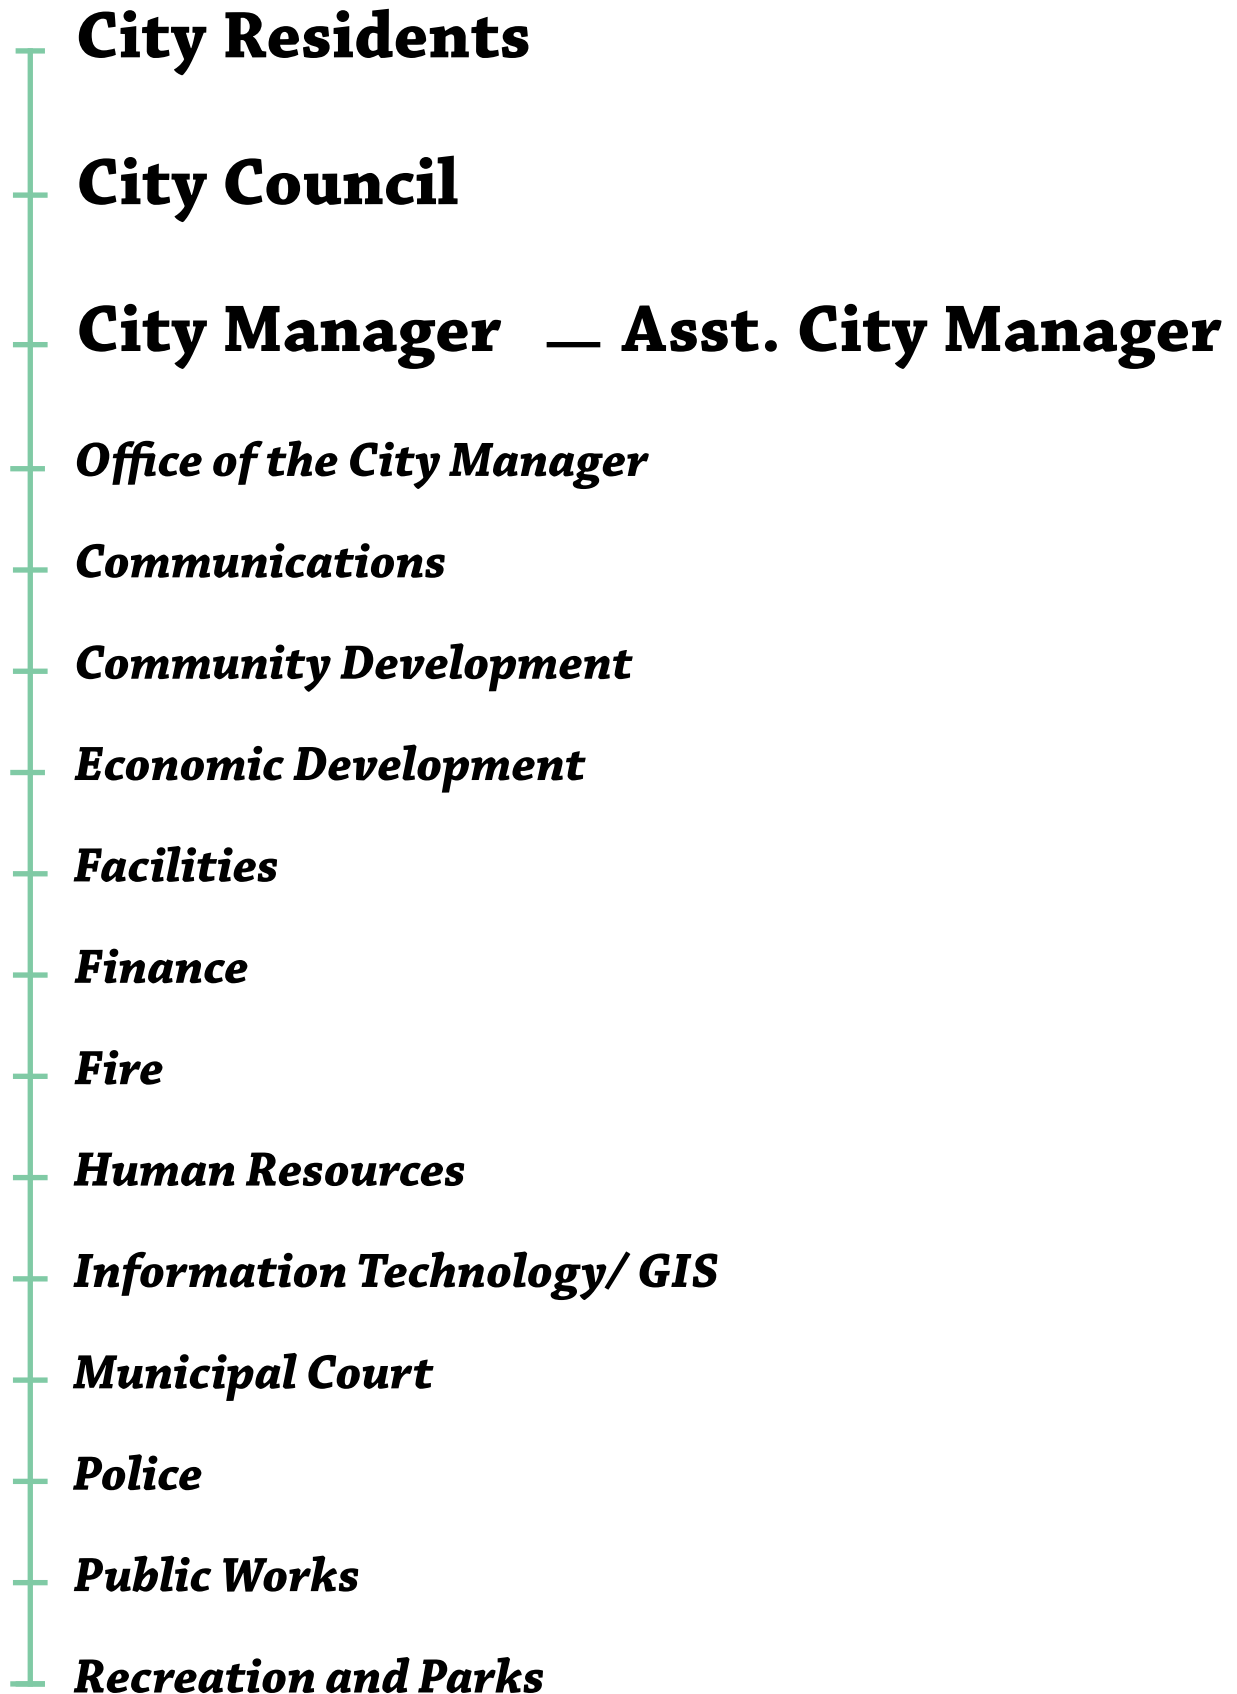 City Residents
City Council
City Manager — Asst. City Manager
Office of the City Manager
Communications
Community Development
Economic Development
Facilities
Finance
Fire
Human Resources
Information Technology/ GIS
Municipal Court
Police
Public Works
Recreation and Parks